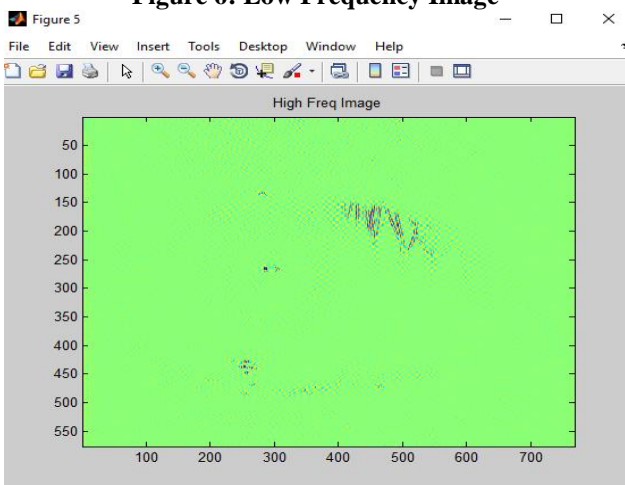 Figure 6: Low Frequency Image
Figure 5
File Edit View Insert Tools Desktop Window Help
High Freq Image
50
100
150
200
250
300
350
400
450
500
550
100 200 300 400 500 600 700